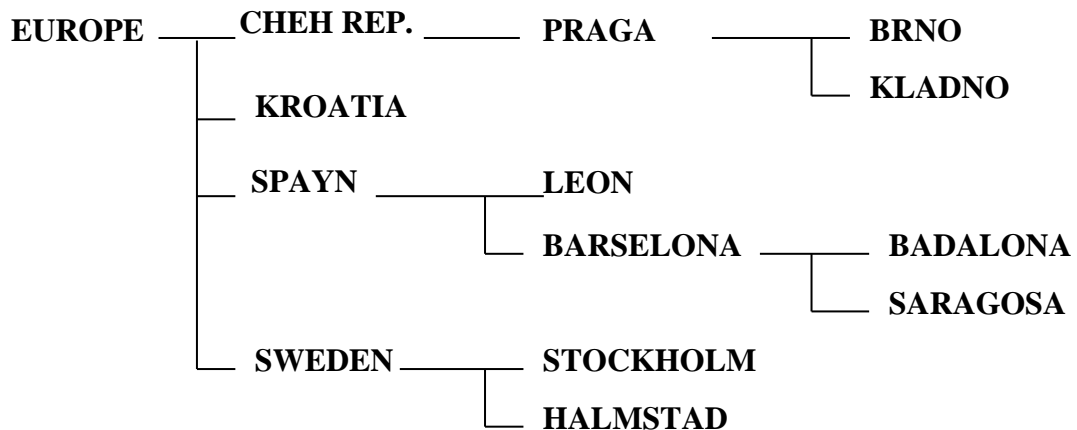 EUROPE CHEH REP. PRAGA BRNO
KLADNO
KROATIA
SPAYN LEON
BARSELONA BADALONA
SARAGOSA
SWEDEN STOCKHOLM
HALMSTAD